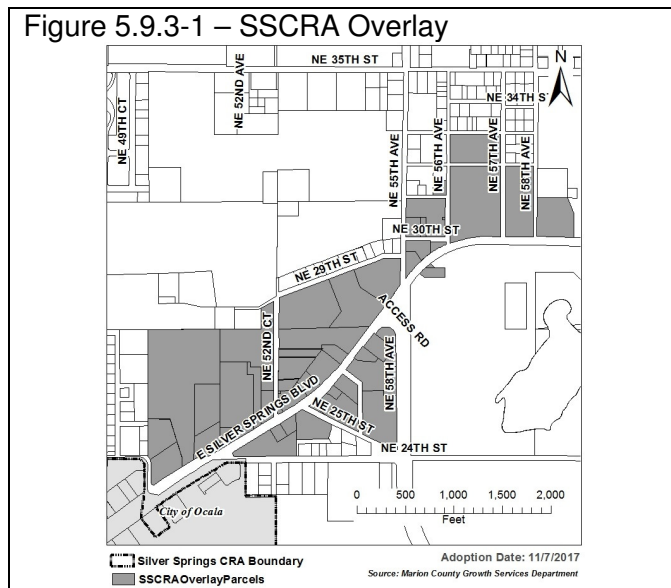 Figure 5.9.3-1 – SSCRA Overlay
NE 35TH ST
N
NE 52ND AVE
NE 34TH ST
NE 49TH CT
NE 55TH AVE
NE 56TH AVE
NE 57TH AVE
NE 58TH AVE
NE 30TH ST
NE 29TH ST
ACCESS RD
NE 52ND CT
NE 58TH AVE
E SILVER SPRINGS BLVD
NE 25TH ST
NE 24TH ST
City of Ocala
0 500 1,000 1,500 2,000
Feet
Silver Springs CRA Boundary
Adoption Date: 11/7/2017
SSCRAOverlayParcels
Source: Marion County Growth Services Department